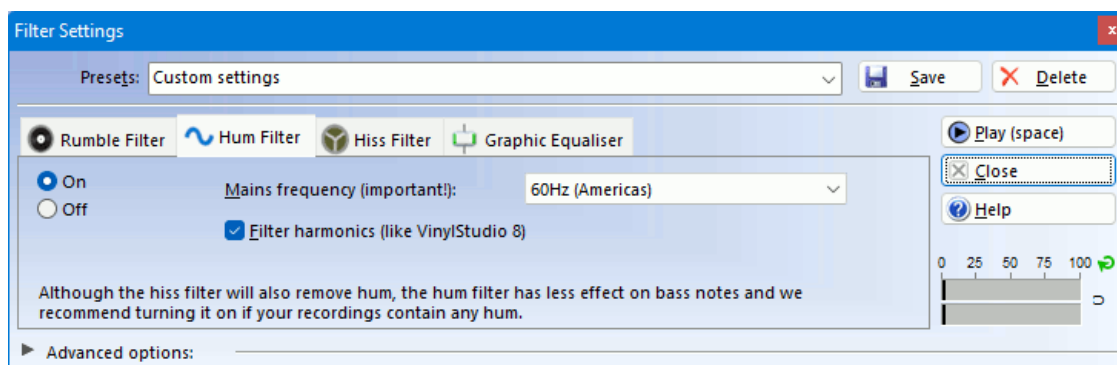 Filter Settings
x
Presets: Custom settings
Save
Delete
Rumble Filter
Hum Filter
Hiss Filter
Graphic Equaliser
Play (space)
On
Mains frequency (important!): 60Hz (Americas)
Close
Off
Filter harmonics (like VinylStudio 8)
Help
0 25 50 75 100
Although the hiss filter will also remove hum, the hum filter has less effect on bass notes and we
recommend turning it on if your recordings contain any hum.
Advanced options: